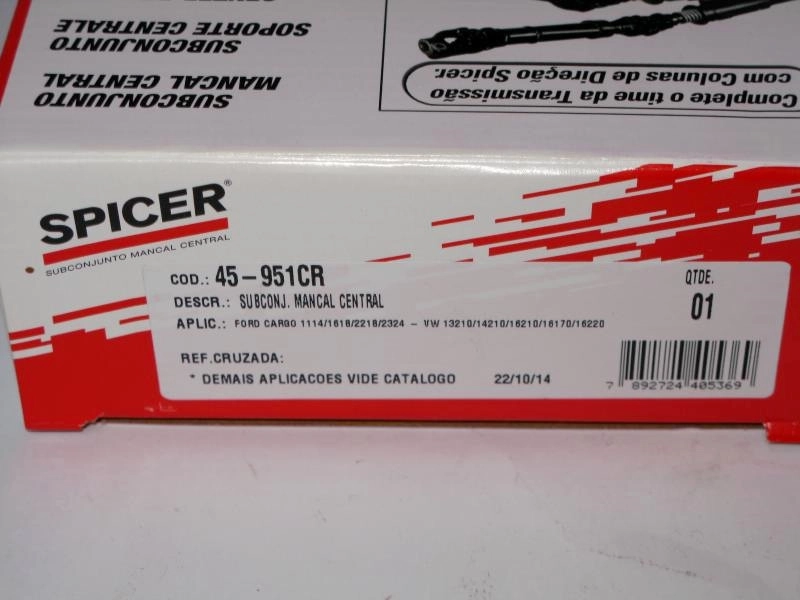 SUBCONJUNTO
SOPORTE CENTRAL
SUBCONJUNTO
MANCAL CENTRAL
Complete o time da Transmissão
com Colunas de Direção Spicer.
SPICER®
SUBCONJUNTO MANCAL CENTRAL
COD.: 45-951CR
QTDE.
01
DESCR.: SUBCONJ. MANCAL CENTRAL
APLIC.: FORD CARGO 1114/1618/2218/2324 - VW 13210/14210/16210/16170/16220
REF.CRUZADA:
* DEMAIS APLICACOES VIDE CATALOGO 22/10/14
7 892724 405369